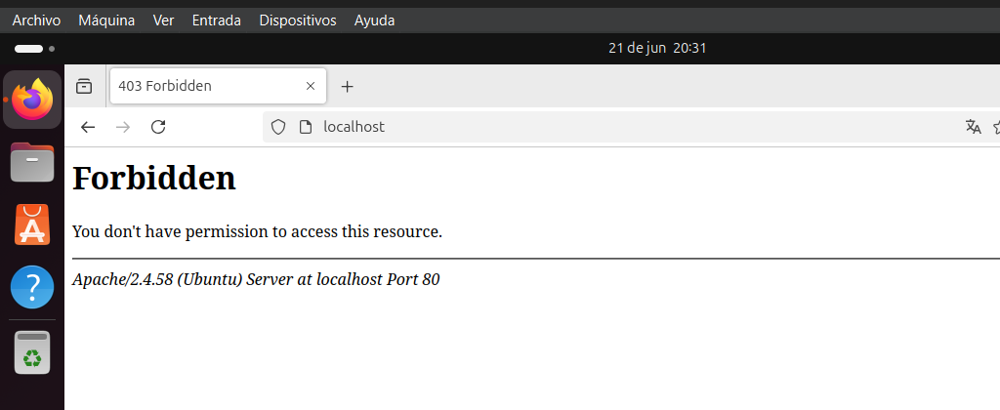 Archivo Máquina Ver Entrada Dispositivos Ayuda
21 de jun 20:31
403 Forbidden
localhost
Forbidden
You don't have permission to access this resource.
Apache/2.4.58 (Ubuntu) Server at localhost Port 80